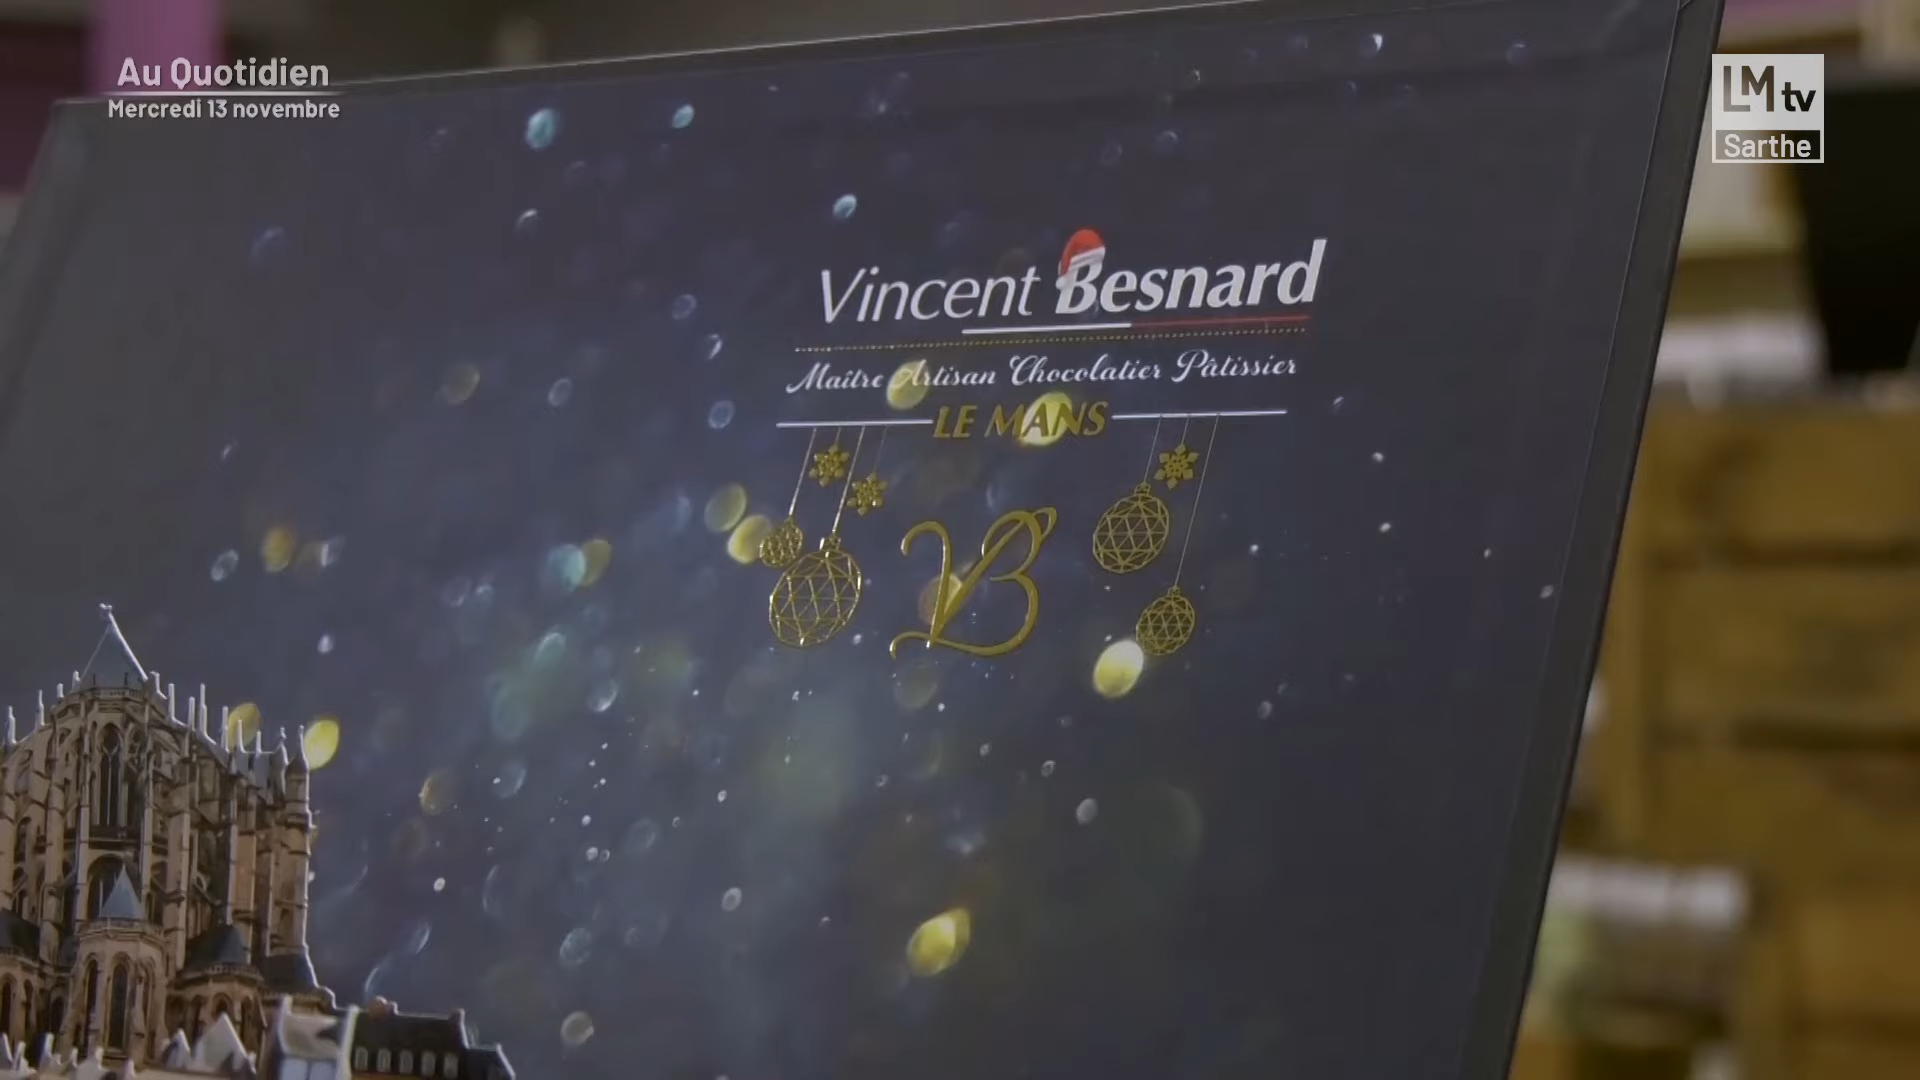 Au Quotidien
Mercredi 13 novembre
LM tv
Sarthe
Vincent Besnard
Maître Artisan Chocolatier Pâtissier
LE MANS
VB